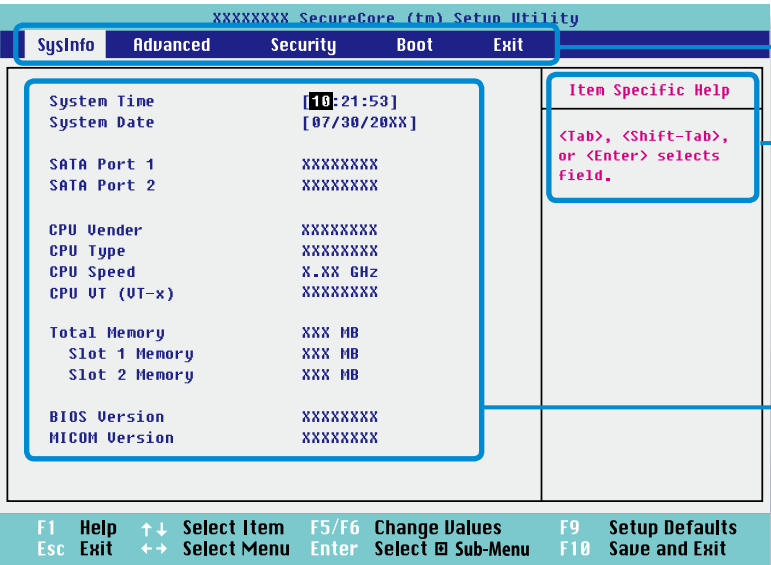 XXXXXXXX SecureCore (tm) Setup Utility
SysInfo Advanced Security Boot Exit
Item Specific Help
<Tab>, <Shift-Tab>,
or <Enter> selects
field.
System Time [10:21:53]
System Date [07/30/20XX]
SATA Port 1 XXXXXXXX
SATA Port 2 XXXXXXXX
CPU Vender XXXXXXXX
CPU Type XXXXXXXX
CPU Speed X.XX GHz
CPU VT (VT-x) XXXXXXXX
Total Memory XXX MB
Slot 1 Memory XXX MB
Slot 2 Memory XXX MB
BIOS Version XXXXXXXX
MICOM Version XXXXXXXX
F1 Help ↑↓ Select Item F5/F6 Change Values F9 Setup Defaults
Esc Exit ←→ Select Menu Enter Select ⊡ Sub-Menu F10 Save and Exit